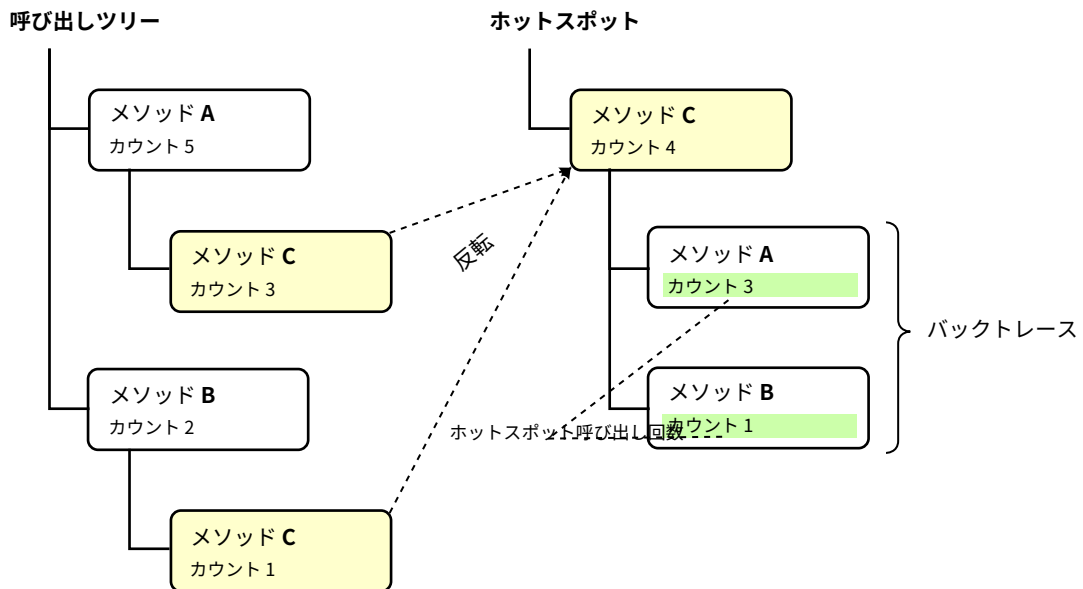 呼び出しツリー
メソッド A
カウント 5
メソッド C
カウント 3
メソッド B
カウント 2
メソッド C
カウント 1
反転
ホットスポット
メソッド C
カウント 4
メソッド A
カウント 3
メソッド B
カウント 1
ホットスポット呼び出し回数
バックトレース